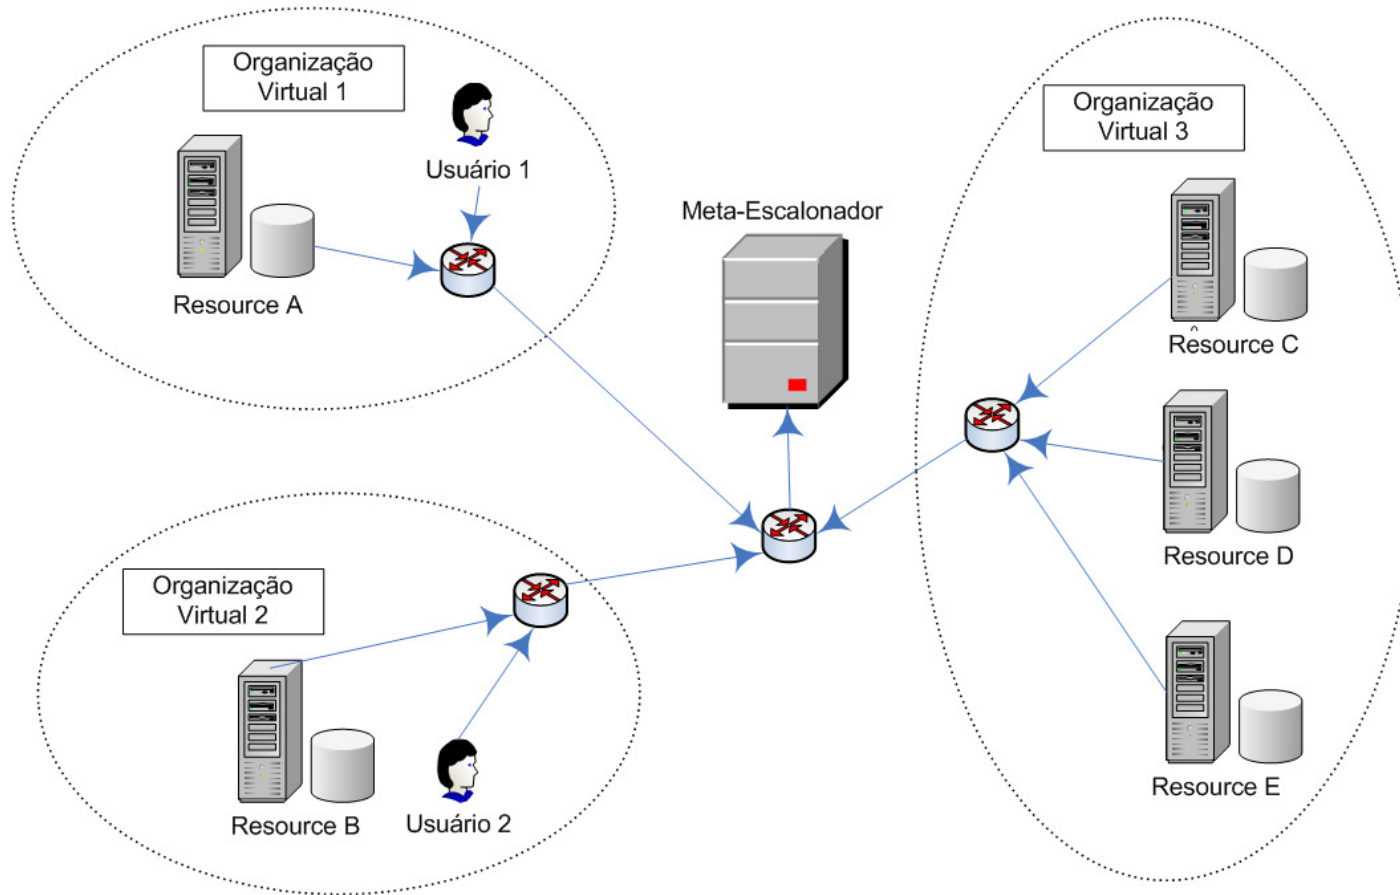 Organização
Virtual 1
Usuário 1
Resource A
Meta-Escalonador
Organização
Virtual 3
Resource C
Resource D
Resource E
Organização
Virtual 2
Resource B
Usuário 2